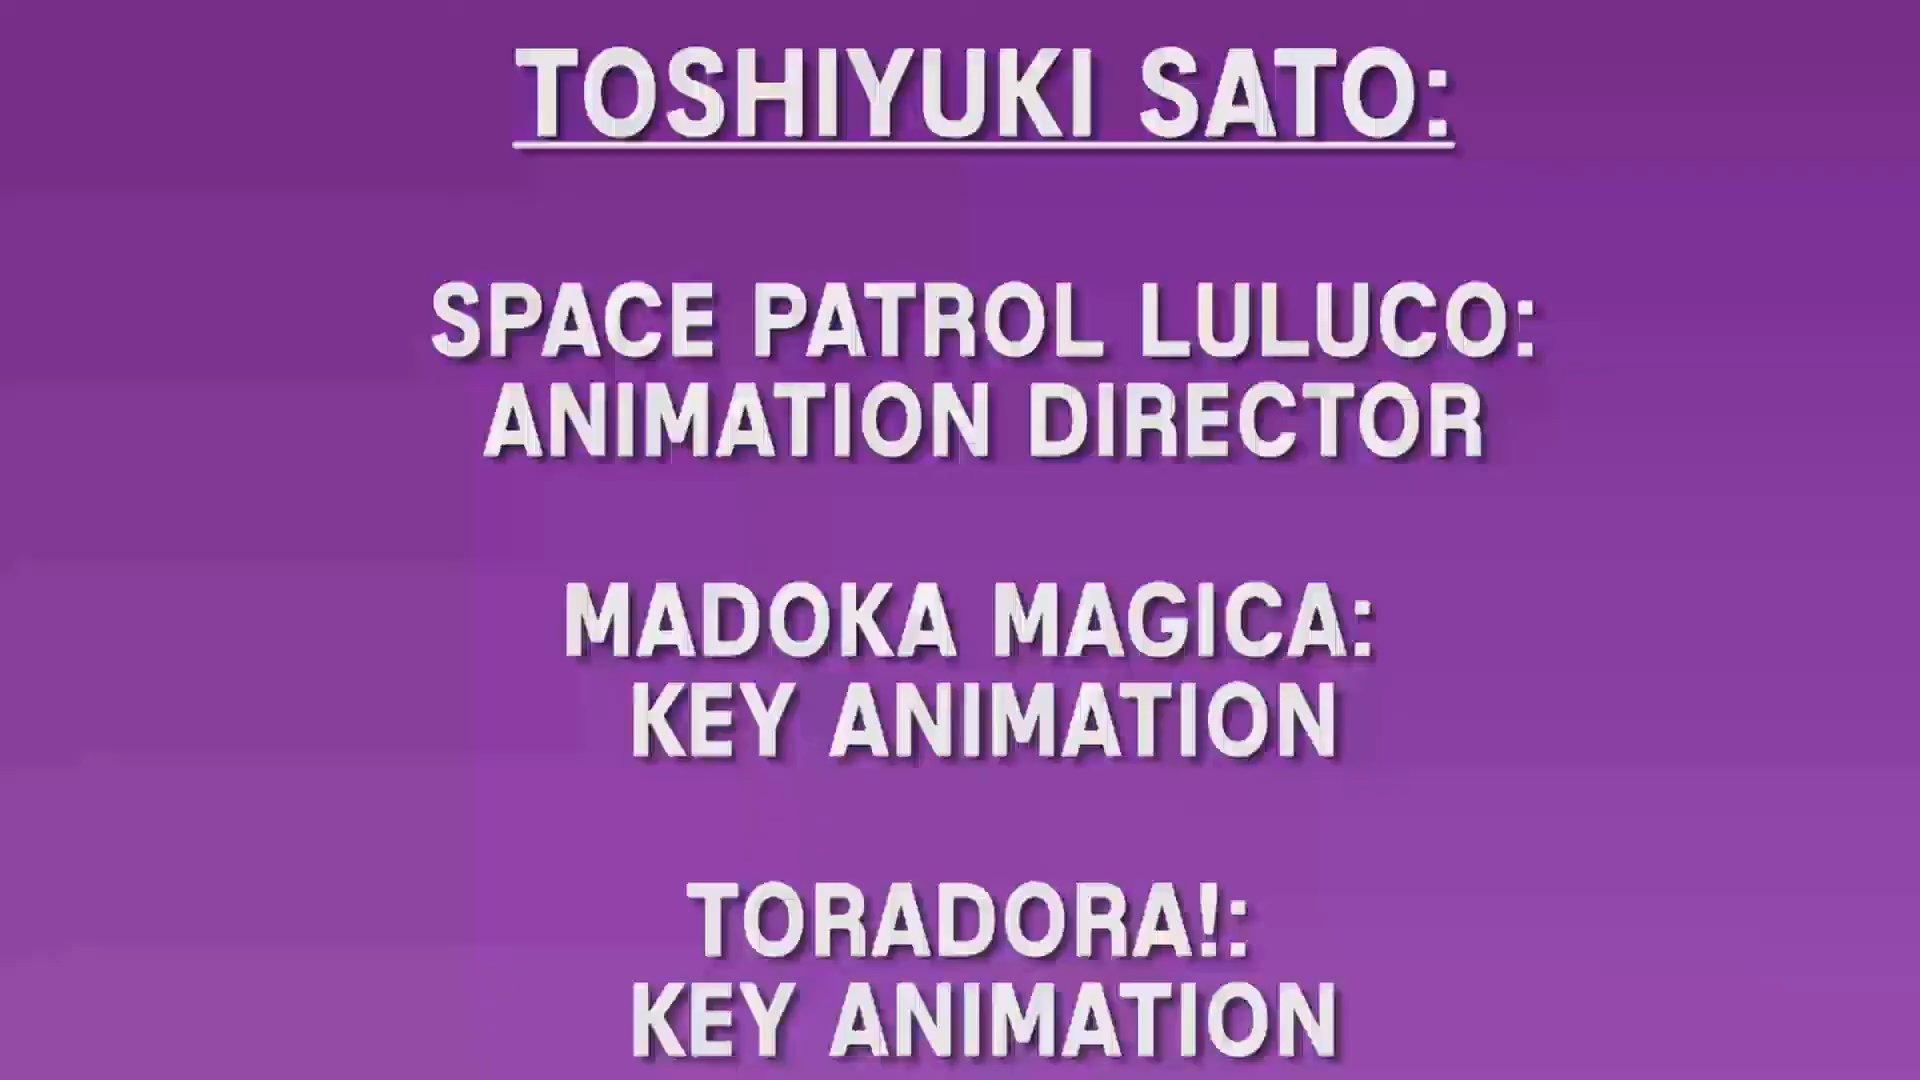 TOSHIYUKI SATO:
SPACE PATROL LULUCO:
ANIMATION DIRECTOR
MADOKA MAGICA:
KEY ANIMATION
TORADORA!:
KEY ANIMATION